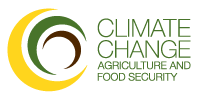 CLIMATE
CHANGE
AGRICULTURE AND
FOOD SECURITY